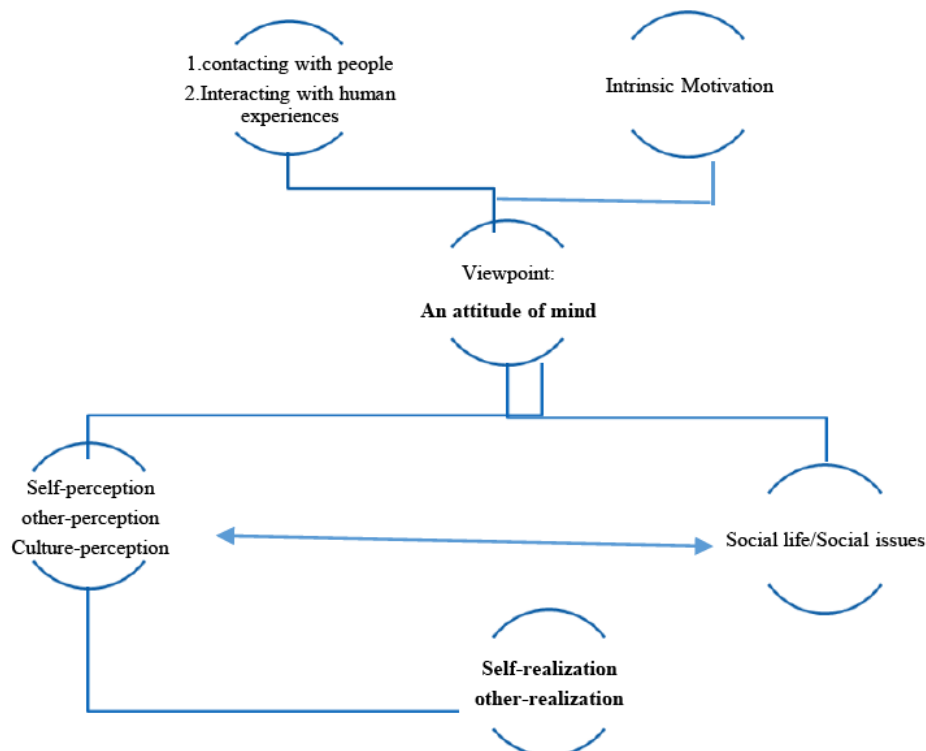 1.contacting with people
2.Interacting with human
experiences
Intrinsic Motivation
Viewpoint:
An attitude of mind
Self-perception
other-perception
Culture-perception
Social life/Social issues
Self-realization
other-realization